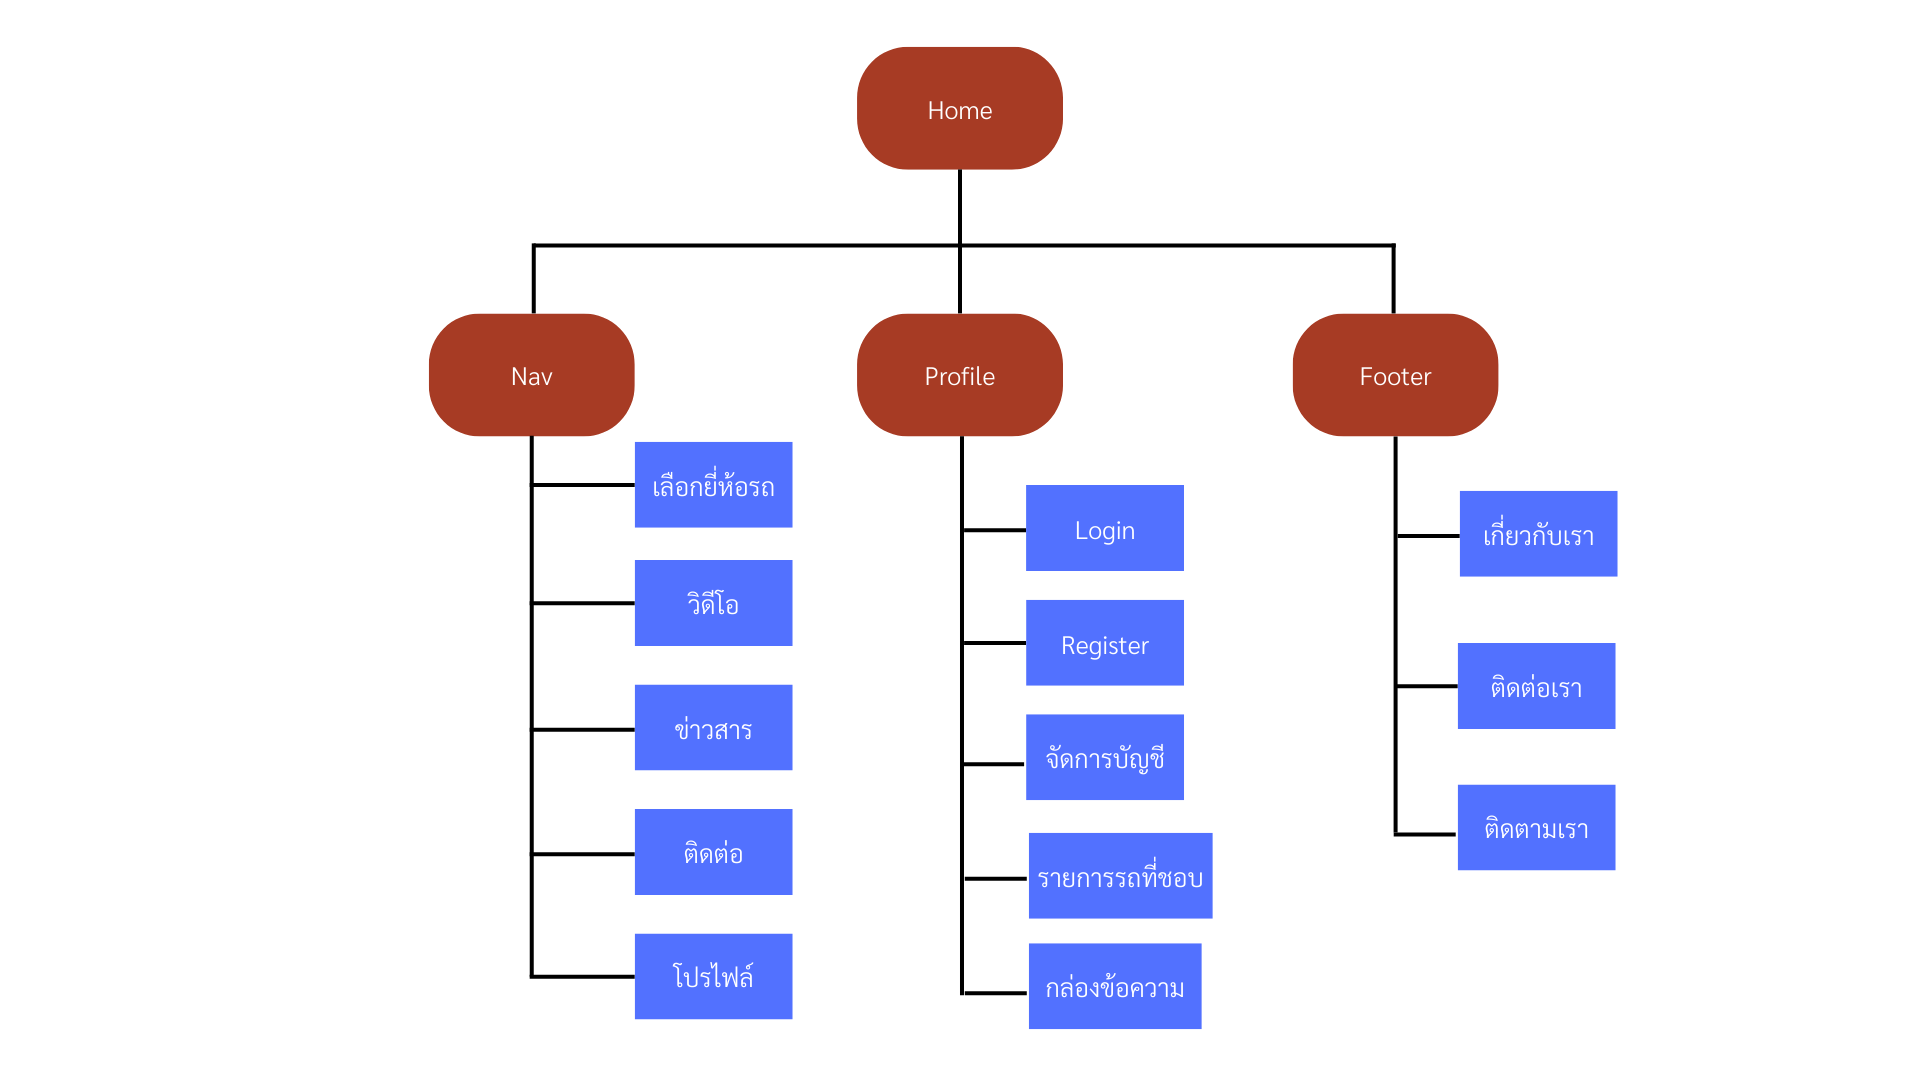 Home
Nav
Profile
Footer
เลือกยี่ห้อรถ
วิดีโอ
ข่าวสาร
ติดต่อ
โปรไฟล์
Login
Register
จัดการบัญชี
รายการรถที่ชอบ
กล่องข้อความ
เกี่ยวกับเรา
ติดต่อเรา
ติดตามเรา